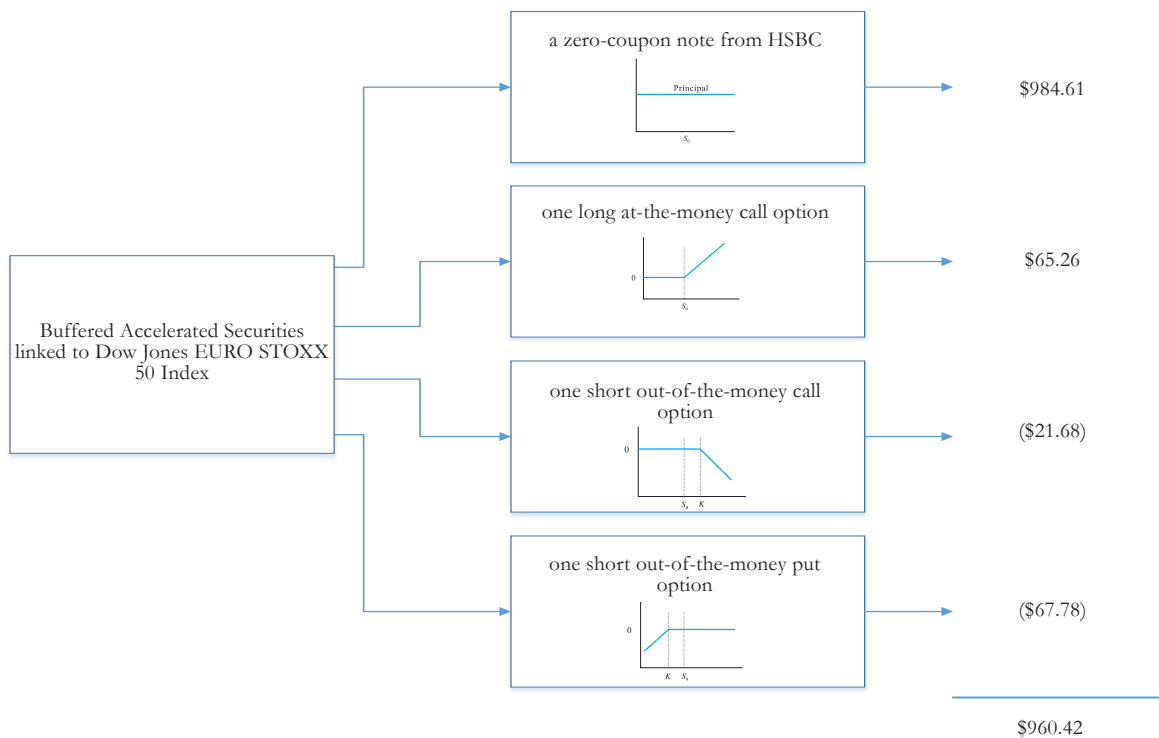 a zero-coupon note from HSBC
Principal
S₀
$984.61
one long at-the-money call option
0
S₀
$65.26
Buffered Accelerated Securities
linked to Dow Jones EURO STOXX
50 Index
one short out-of-the-money call
option
0
S₀ K
($21.68)
one short out-of-the-money put
option
0
K S₀
($67.78)
$960.42